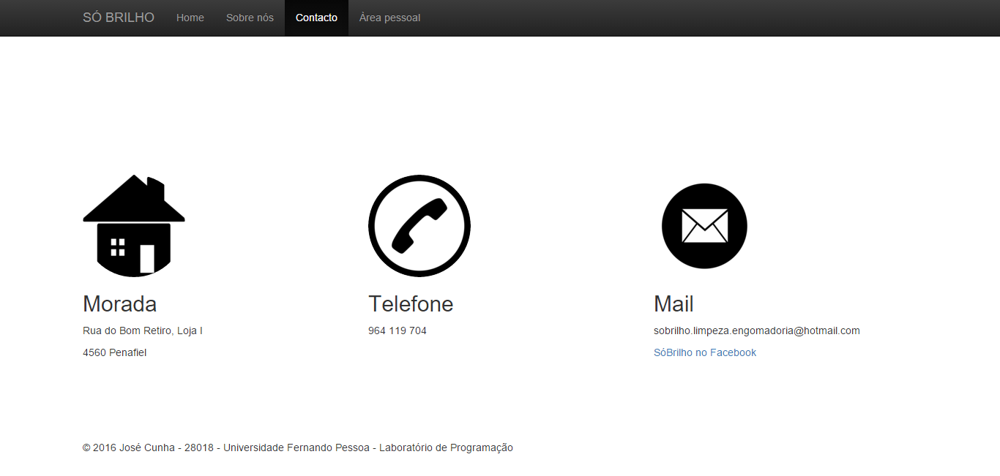 SÓ BRILHO Home Sobre nós Contacto Área pessoal
Morada
Rua do Bom Retiro, Loja I
4560 Penafiel
Telefone
964 119 704
Mail
sobrilho.limpeza.engomadoria@hotmail.com
SóBrilho no Facebook
© 2016 José Cunha - 28018 - Universidade Fernando Pessoa - Laboratório de Programação